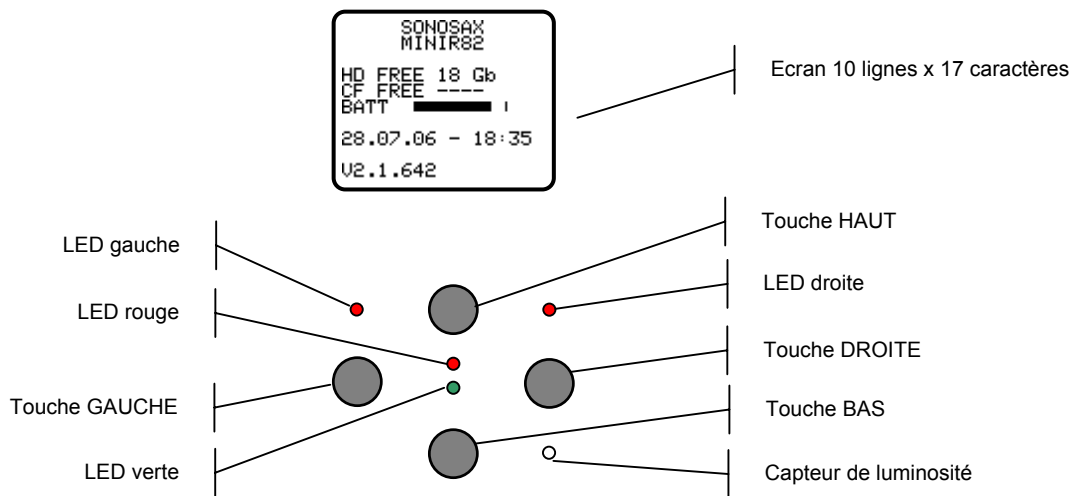 SONOSAX
MINIR82
HD FREE 18 Gb
CF FREE ----
BATT
28.07.06 - 18:35
V2.1.642
Ecran 10 lignes x 17 caractères
Touche HAUT
LED gauche
LED droite
LED rouge
Touche DROITE
Touche GAUCHE
Touche BAS
LED verte
Capteur de luminosité